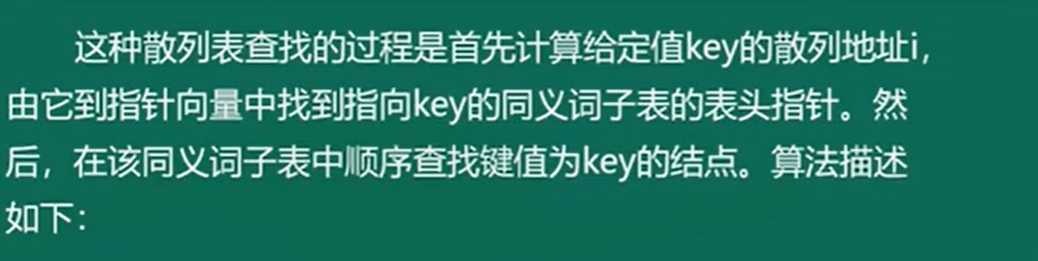 这种散列表查找的过程是首先计算给定值key的散列地址i,
由它到指针向量中找到指向key的同义词子表的表头指针。然
后，在该同义词子表中顺序查找键值为key的结点。算法描述
如下：